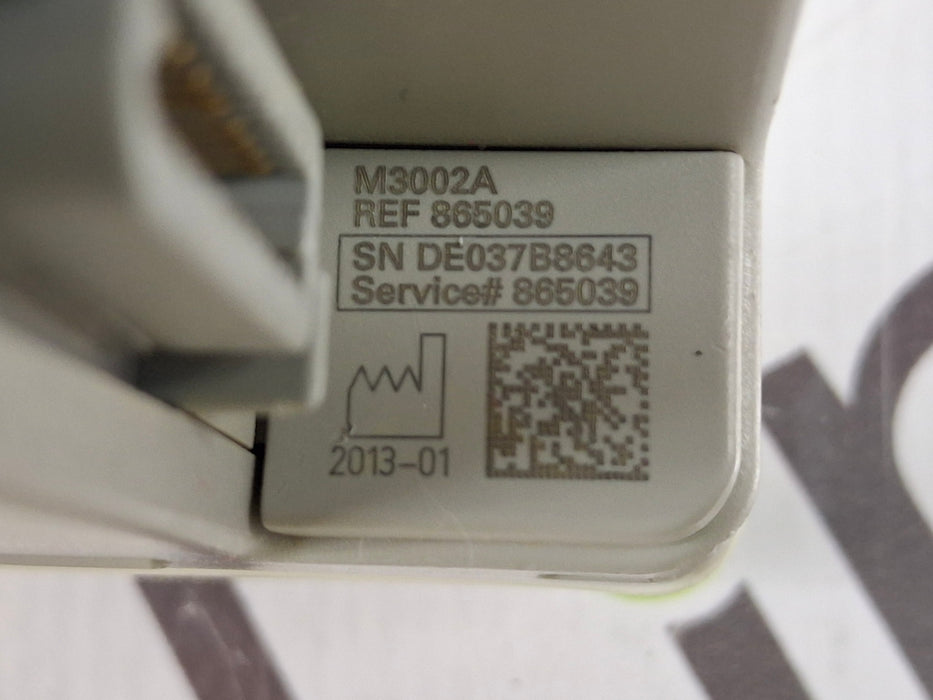 M3002A
REF 865039
SN DE037B8643
Service# 865039
2013-01